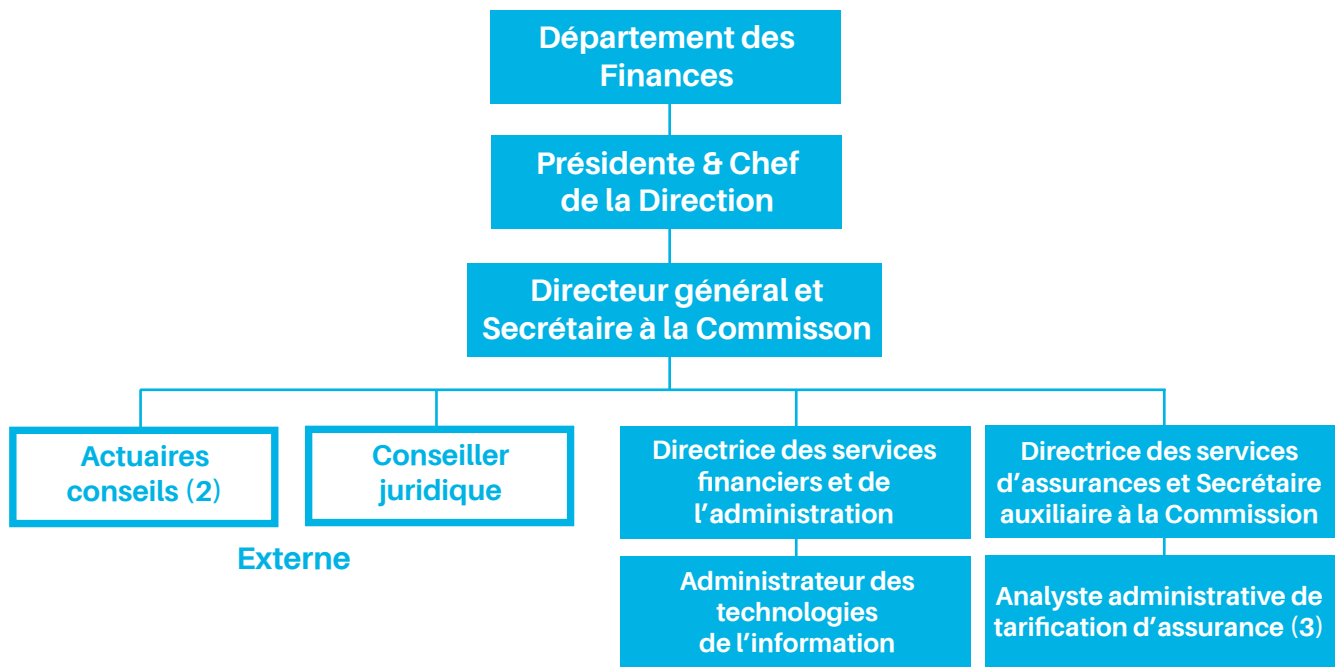 Département des
Finances
Présidente & Chef
de la Direction
Directeur général et
Secrétaire à la Commisson
Actuaires
conseils (2)
Conseiller
juridique
Externe
Directrice des services
financiers et de
l’administration
Directrice des services
d’assurances et Secrétaire
auxiliaire à la Commission
Administrateur des
technologies
de l’information
Analyste administrative de
tarification d’assurance (3)